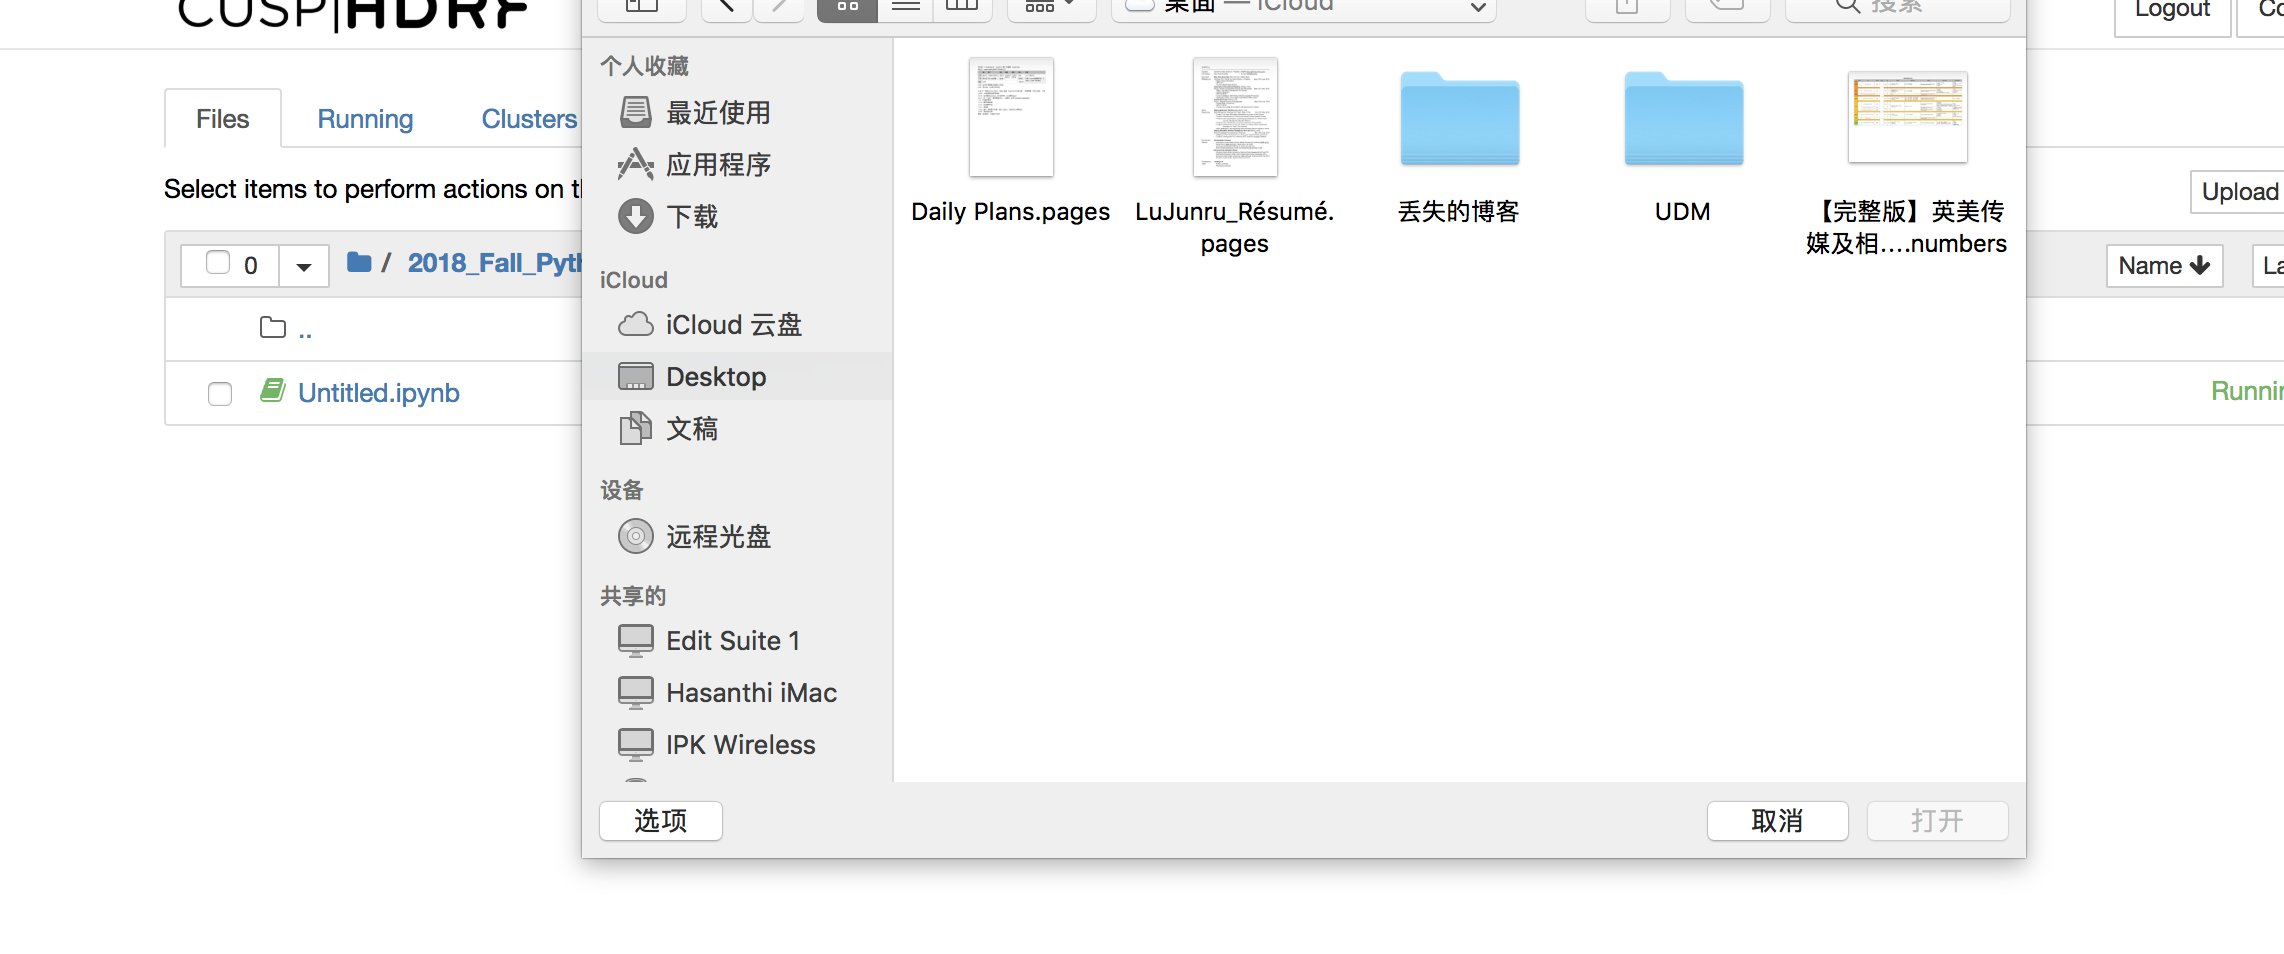 CUSP|HDRF
桌面 — iCloud
搜索
Logout
Files
Running
Clusters
Select items to perform actions on
Upload
0
/
2018_Fall_Pyth
Name
..
Untitled.ipynb
个人收藏
最近使用
应用程序
下载
iCloud
iCloud 云盘
Desktop
文稿
设备
远程光盘
共享的
Edit Suite 1
Hasanthi iMac
IPK Wireless
Daily Plans.pages
LuJunru_Résumé.
pages
丢失的博客
UDM
【完整版】英美传
媒及相….numbers
选项
取消
打开